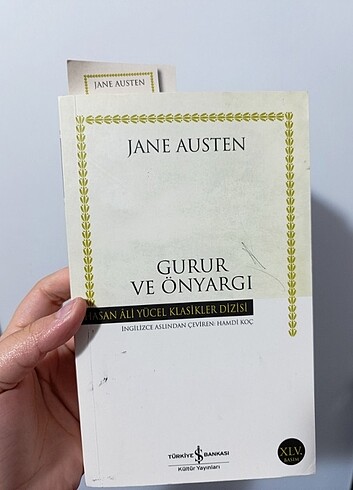 JANE AUSTEN
JANE AUSTEN
GURUR
VE ÖNYARGI
HASAN ÂLİ YÜCEL KLASİKLER DİZİSİ
İNGİLİZCE ASLINDAN ÇEVİREN: HAMDİ KOÇ
TÜRKİYE İŞ BANKASI
Kültür Yayınları
XLV.
BASIM